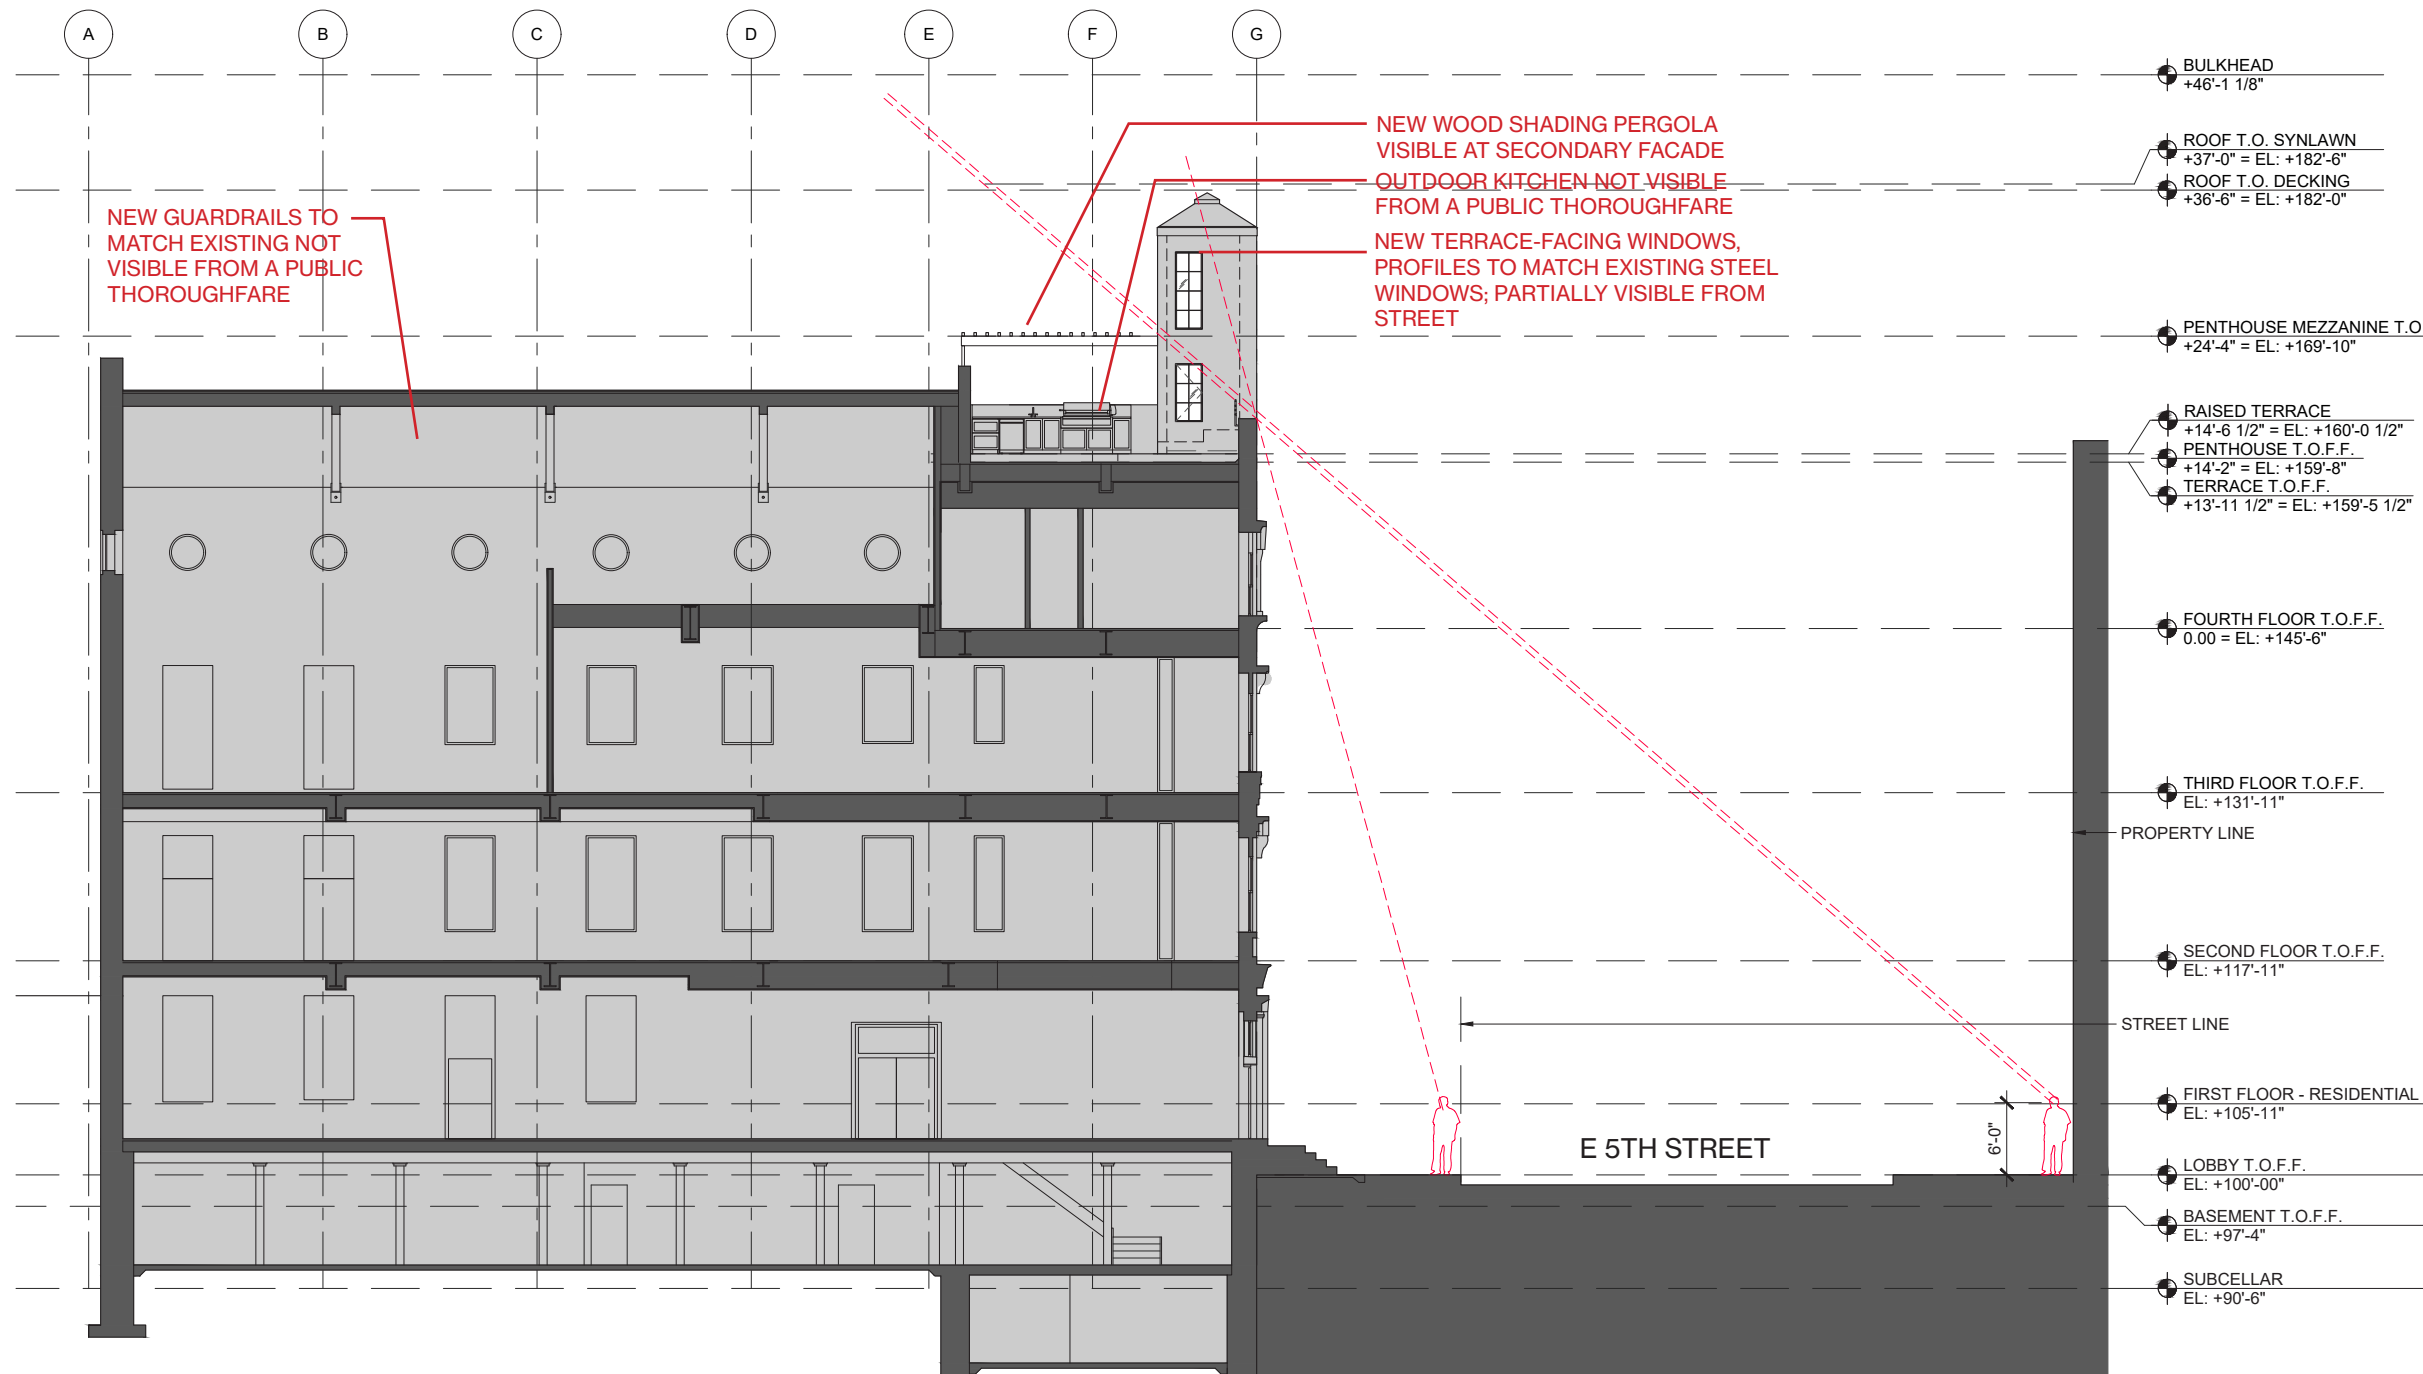 A B C D E F G
BULKHEAD
+46'-1 1/8"
NEW WOOD SHADING PERGOLA
VISIBLE AT SECONDARY FACADE
ROOF T.O. SYNLAWN
+37'-0" = EL: +182'-6"
OUTDOOR KITCHEN NOT VISIBLE
FROM A PUBLIC THOROUGHFARE
ROOF T.O. DECKING
+36'-6" = EL: +182'-0"
NEW GUARDRAILS TO
MATCH EXISTING NOT
VISIBLE FROM A PUBLIC
THOROUGHFARE
NEW TERRACE-FACING WINDOWS,
PROFILES TO MATCH EXISTING STEEL
WINDOWS; PARTIALLY VISIBLE FROM
STREET
PENTHOUSE MEZZANINE T.O
+24'-4" = EL: +169'-10"
RAISED TERRACE
+14'-6 1/2" = EL: +160'-0 1/2"
PENTHOUSE T.O.F.F.
+14'-2" = EL: +159'-8"
TERRACE T.O.F.F.
+13'-11 1/2" = EL: +159'-5 1/2"
FOURTH FLOOR T.O.F.F.
0.00 = EL: +145'-6"
THIRD FLOOR T.O.F.F.
EL: +131'-11"
PROPERTY LINE
SECOND FLOOR T.O.F.F.
EL: +117'-11"
STREET LINE
FIRST FLOOR - RESIDENTIAL
EL: +105'-11"
6'-0"
E 5TH STREET
LOBBY T.O.F.F.
EL: +100'-00"
BASEMENT T.O.F.F.
EL: +97'-4"
SUBCELLAR
EL: +90'-6"